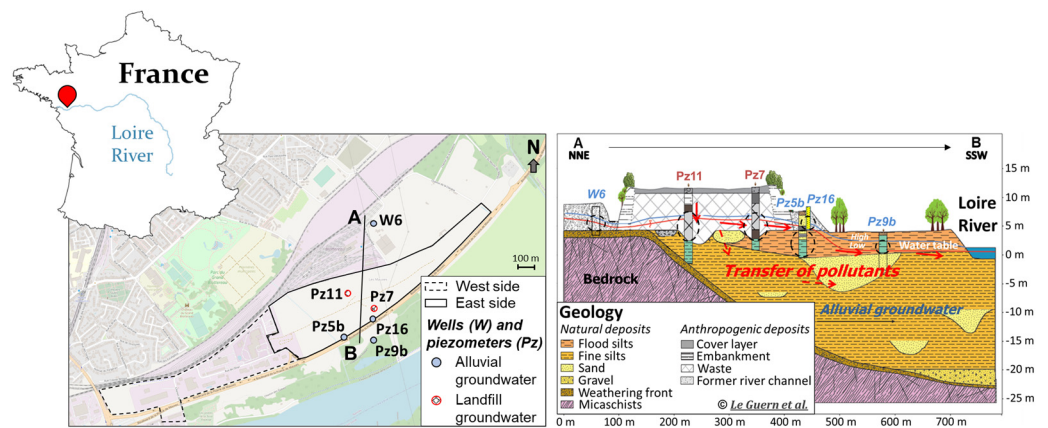 France
Loire
River
N
A
W6
100 m
Pz11
Pz7
Pz5b
Pz16
B
Pz9b
West side
East side
Wells (W) and
piezometers (Pz)
Alluvial
groundwater
Landfill
groundwater
A
NNE
B
SSW
Pz11
Pz7
W6
Pz5b
Pz16
Pz9b
Loire
River
15 m
10 m
5 m
0 m
-5 m
-10 m
-15 m
-20 m
-25 m
High
Low
Water table
Bedrock
Transfer of pollutants
Alluvial groundwater
Geology
Natural deposits
Flood silts
Fine silts
Sand
Gravel
Weathering front
Micaschists
Anthropogenic deposits
Cover layer
Embankment
Waste
Former river channel
© Le Guern et al.
0 m
100 m
200 m
300 m
400 m
500 m
600 m
700 m